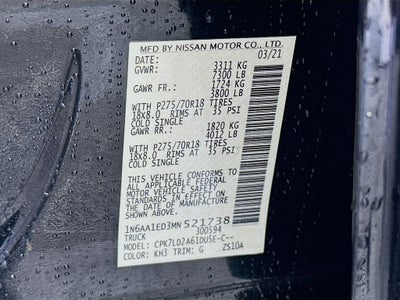 MFD BY NISSAN MOTOR CO., LTD.
DATE: 03/21
GVWR: 3311 KG
7300 LB
GAWR FR.: 1724 KG
3800 LB
WITH P275/70R18 TIRES
18x8.0 RIMS AT 35 PSI
COLD SINGLE
GAWR RR.: 1820 KG
4012 LB
WITH P275/70R18 TIRES
18x8.0 RIMS AT 35 PSI
COLD SINGLE
THIS VEHICLE CONFORMS TO
ALL APPLICABLE FEDERAL
MOTOR VEHICLE SAFETY
STANDARDS IN EFFECT ON THE
DATE OF MANUFACTURE
SHOWN ABOVE.
1N6AA1ED3MN521738
TRUCK 300594
MODEL: CPK7LD2A61DUSE-C--
COLOR: KH3 TRIM: G ZS10A